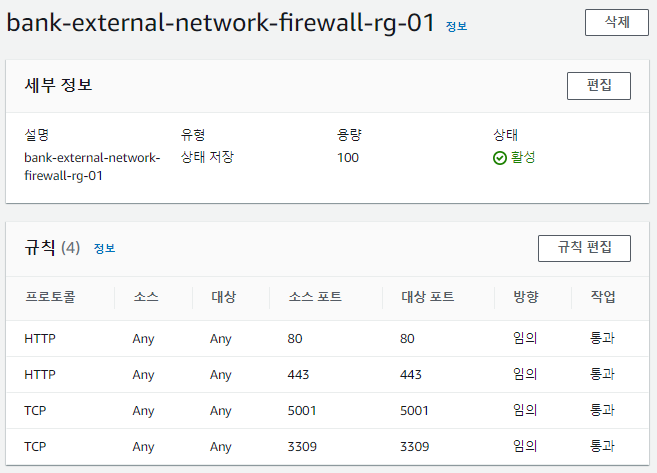 bank-external-network-firewall-rg-01 정보 삭제
세부 정보 편집
설명 유형 용량 상태
bank-external-network- 상태 저장 100 활성
firewall-rg-01
규칙 (4) 정보 규칙 편집
프로토콜 소스 대상 소스 포트 대상 포트 방향 작업
HTTP Any Any 80 80 임의 통과
HTTP Any Any 443 443 임의 통과
TCP Any Any 5001 5001 임의 통과
TCP Any Any 3309 3309 임의 통과